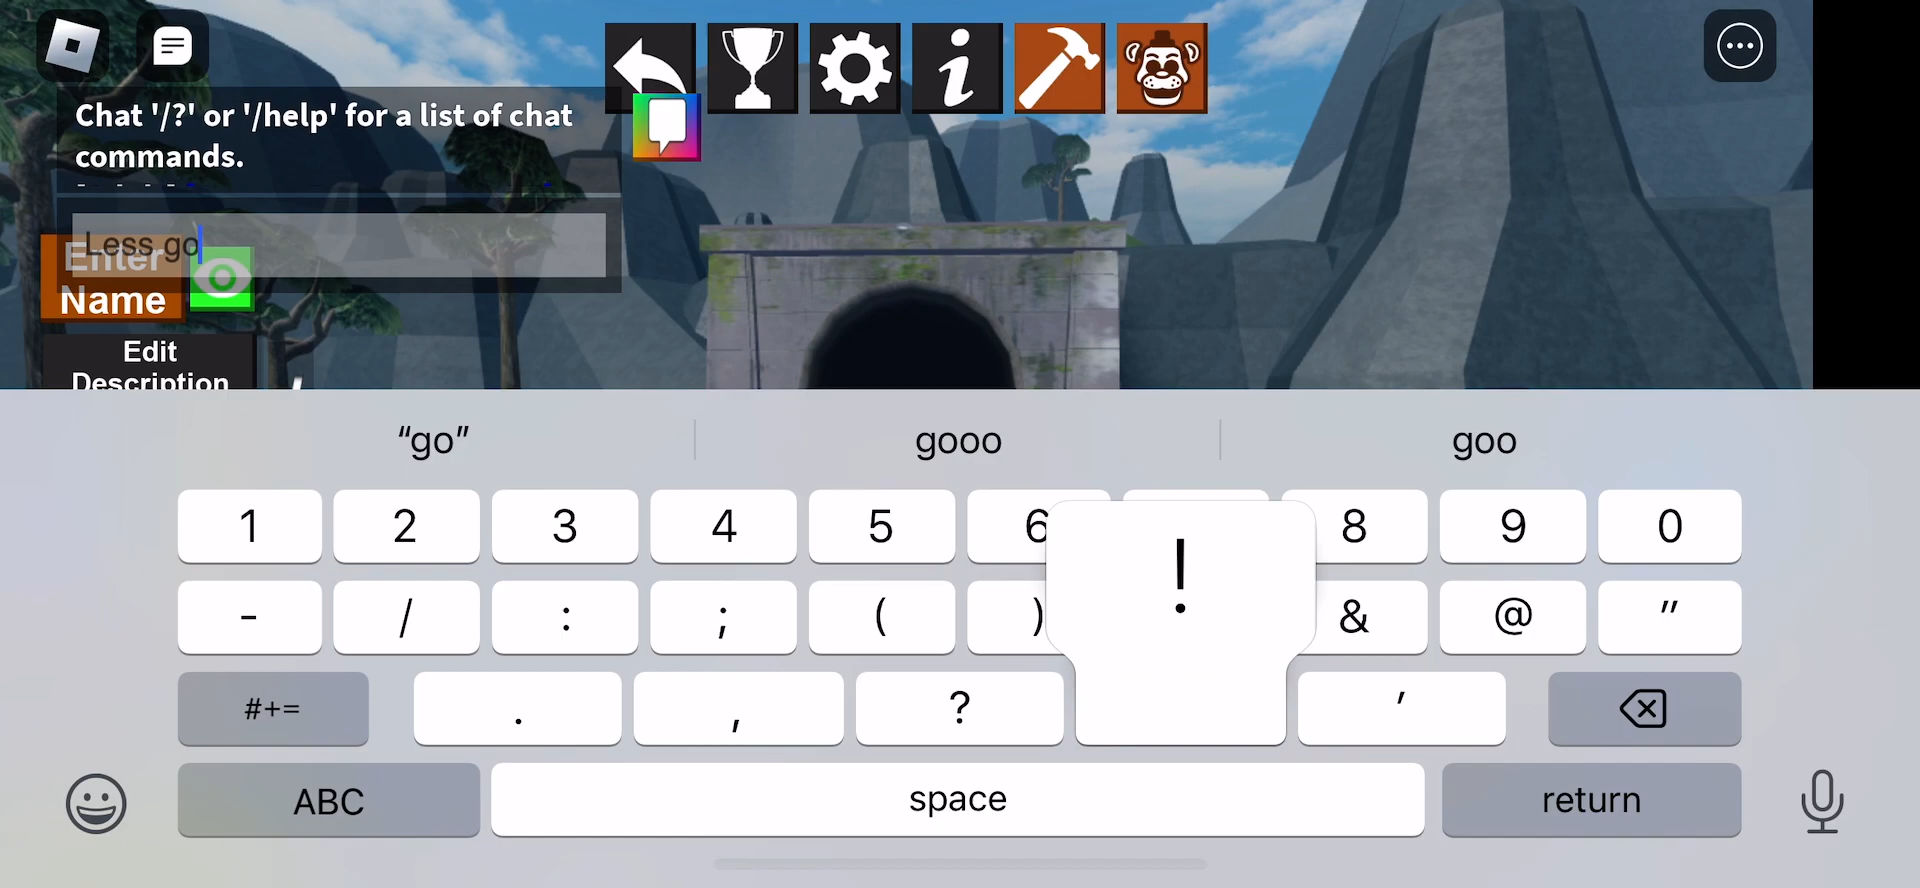 Chat '/?' or '/help' for a list of chat
commands.
Less go
Enter
Name
Edit
Description
“go” gooo goo
1 2 3 4 5 6 8 9 0
- / : ; ( ) ! & @ "
#+= . , ? '
ABC space return